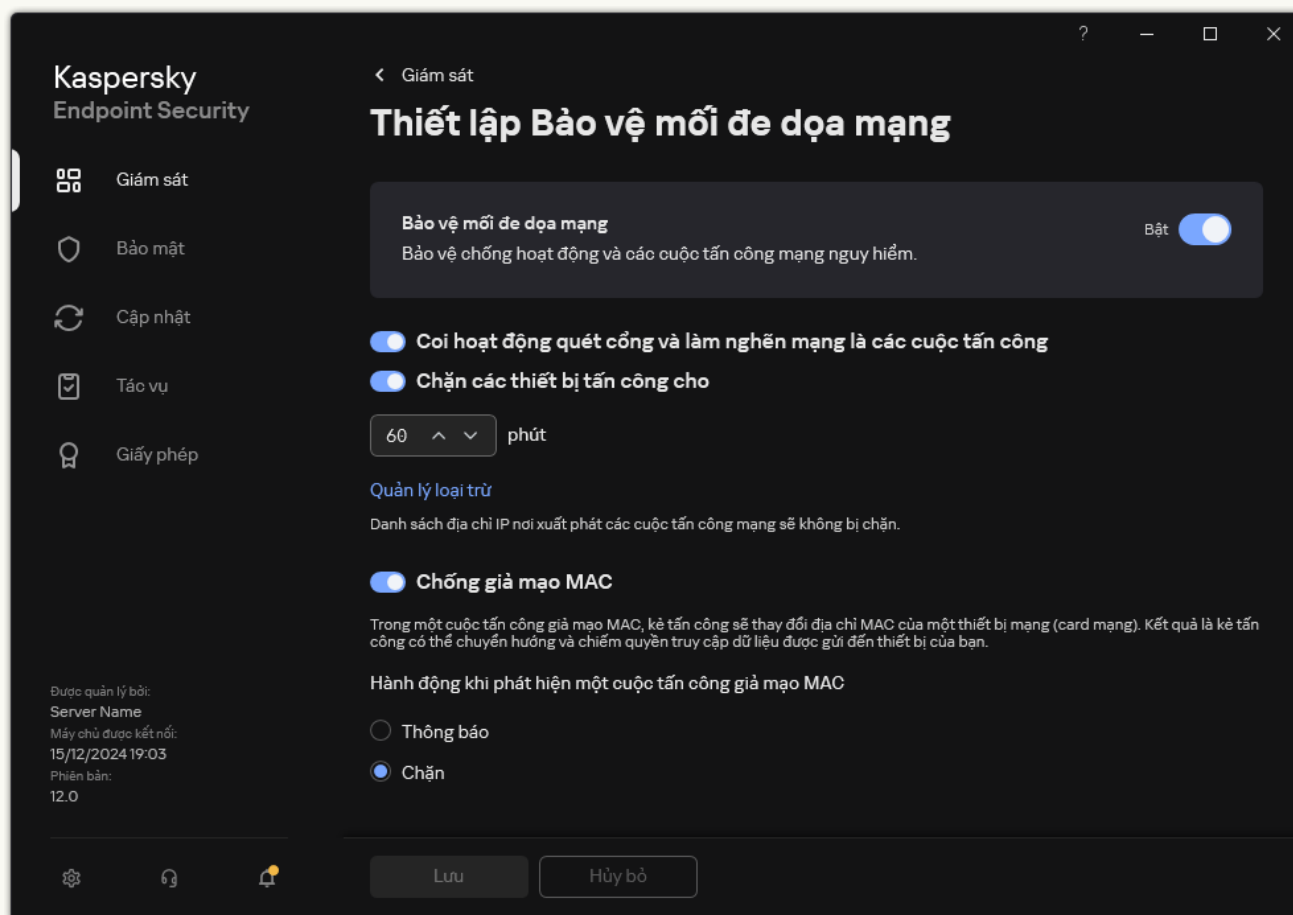 ?
Kaspersky
Endpoint Security
Giám sát
Bảo mật
Cập nhật
Tác vụ
Giấy phép
Được quản lý bởi:
Server Name
Máy chủ được kết nối:
15/12/2024 19:03
Phiên bản:
12.0
Giám sát
Thiết lập Bảo vệ mối đe dọa mạng
Bảo vệ mối đe dọa mạng
Bật
Bảo vệ chống hoạt động và các cuộc tấn công mạng nguy hiểm.
Coi hoạt động quét cổng và làm nghẽn mạng là các cuộc tấn công
Chặn các thiết bị tấn công cho
60 phút
Quản lý loại trừ
Danh sách địa chỉ IP nơi xuất phát các cuộc tấn công mạng sẽ không bị chặn.
Chống giả mạo MAC
Trong một cuộc tấn công giả mạo MAC, kẻ tấn công sẽ thay đổi địa chỉ MAC của một thiết bị mạng (card mạng). Kết quả là kẻ tấn
công có thể chuyển hướng và chiếm quyền truy cập dữ liệu được gửi đến thiết bị của bạn.
Hành động khi phát hiện một cuộc tấn công giả mạo MAC
Thông báo
Chặn
Lưu
Hủy bỏ